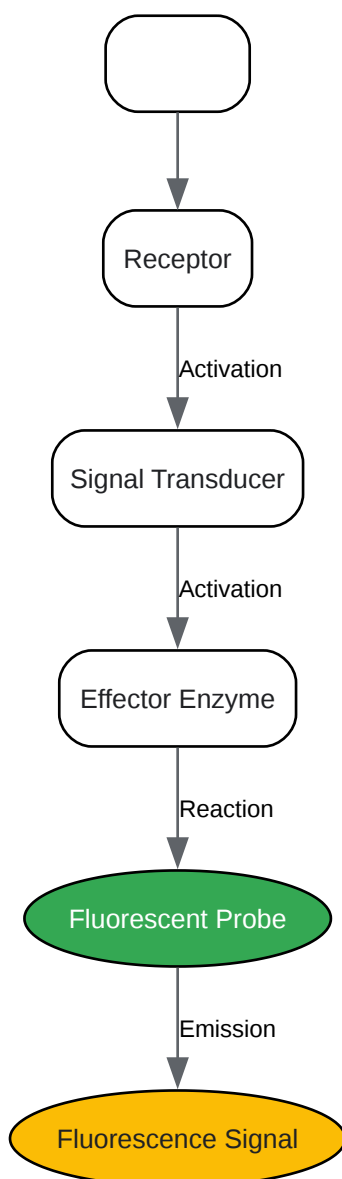 Receptor
Activation
Signal Transducer
Activation
Effector Enzyme
Reaction
Fluorescent Probe
Emission
Fluorescence Signal